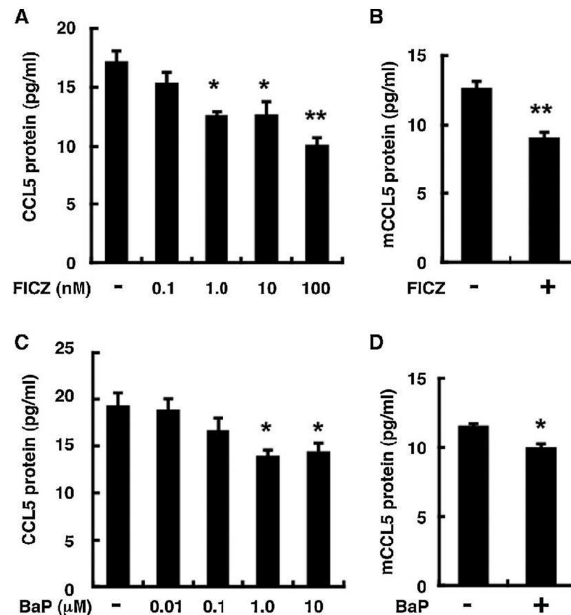 A
CCL5 protein (pg/ml)
20
15
10
5
0
* * **
FICZ (nM) - 0.1 1.0 10 100
B
mCCL5 protein (pg/ml)
15
10
5
0
**
FICZ - +
C
CCL5 protein (pg/ml)
25
20
15
10
5
0
* *
BaP (μM) - 0.01 0.1 1.0 10
D
mCCL5 protein (pg/ml)
15
10
5
0
*
BaP - +